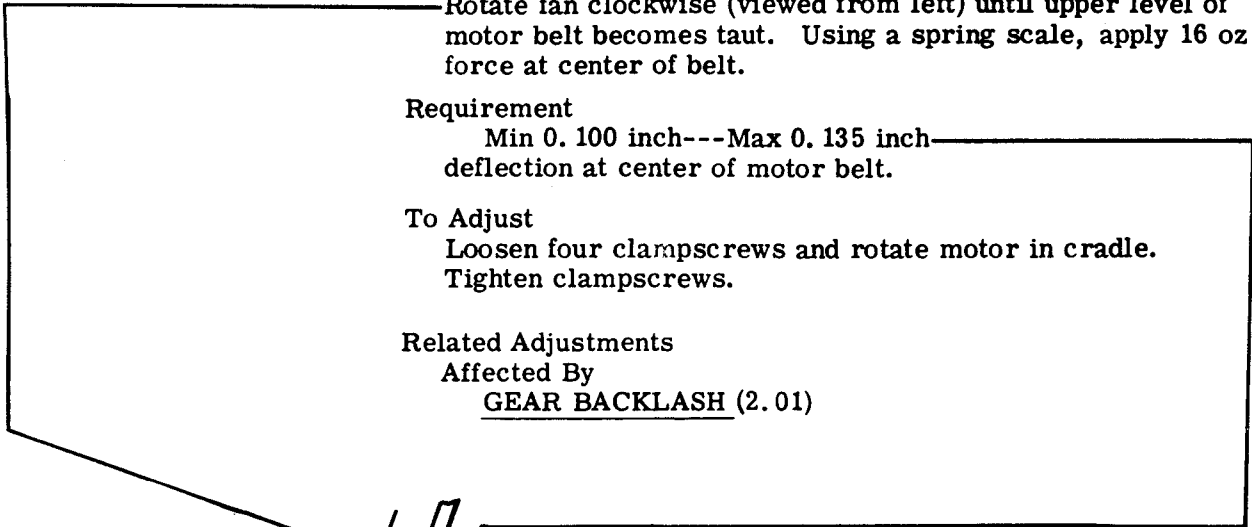 Rotate fan clockwise (viewed from left) until upper level of
motor belt becomes taut. Using a spring scale, apply 16 oz
force at center of belt.
Requirement
Min 0.100 inch---Max 0.135 inch
deflection at center of motor belt.
To Adjust
Loosen four clampscrews and rotate motor in cradle.
Tighten clampscrews.
Related Adjustments
Affected By
GEAR BACKLASH (2.01)